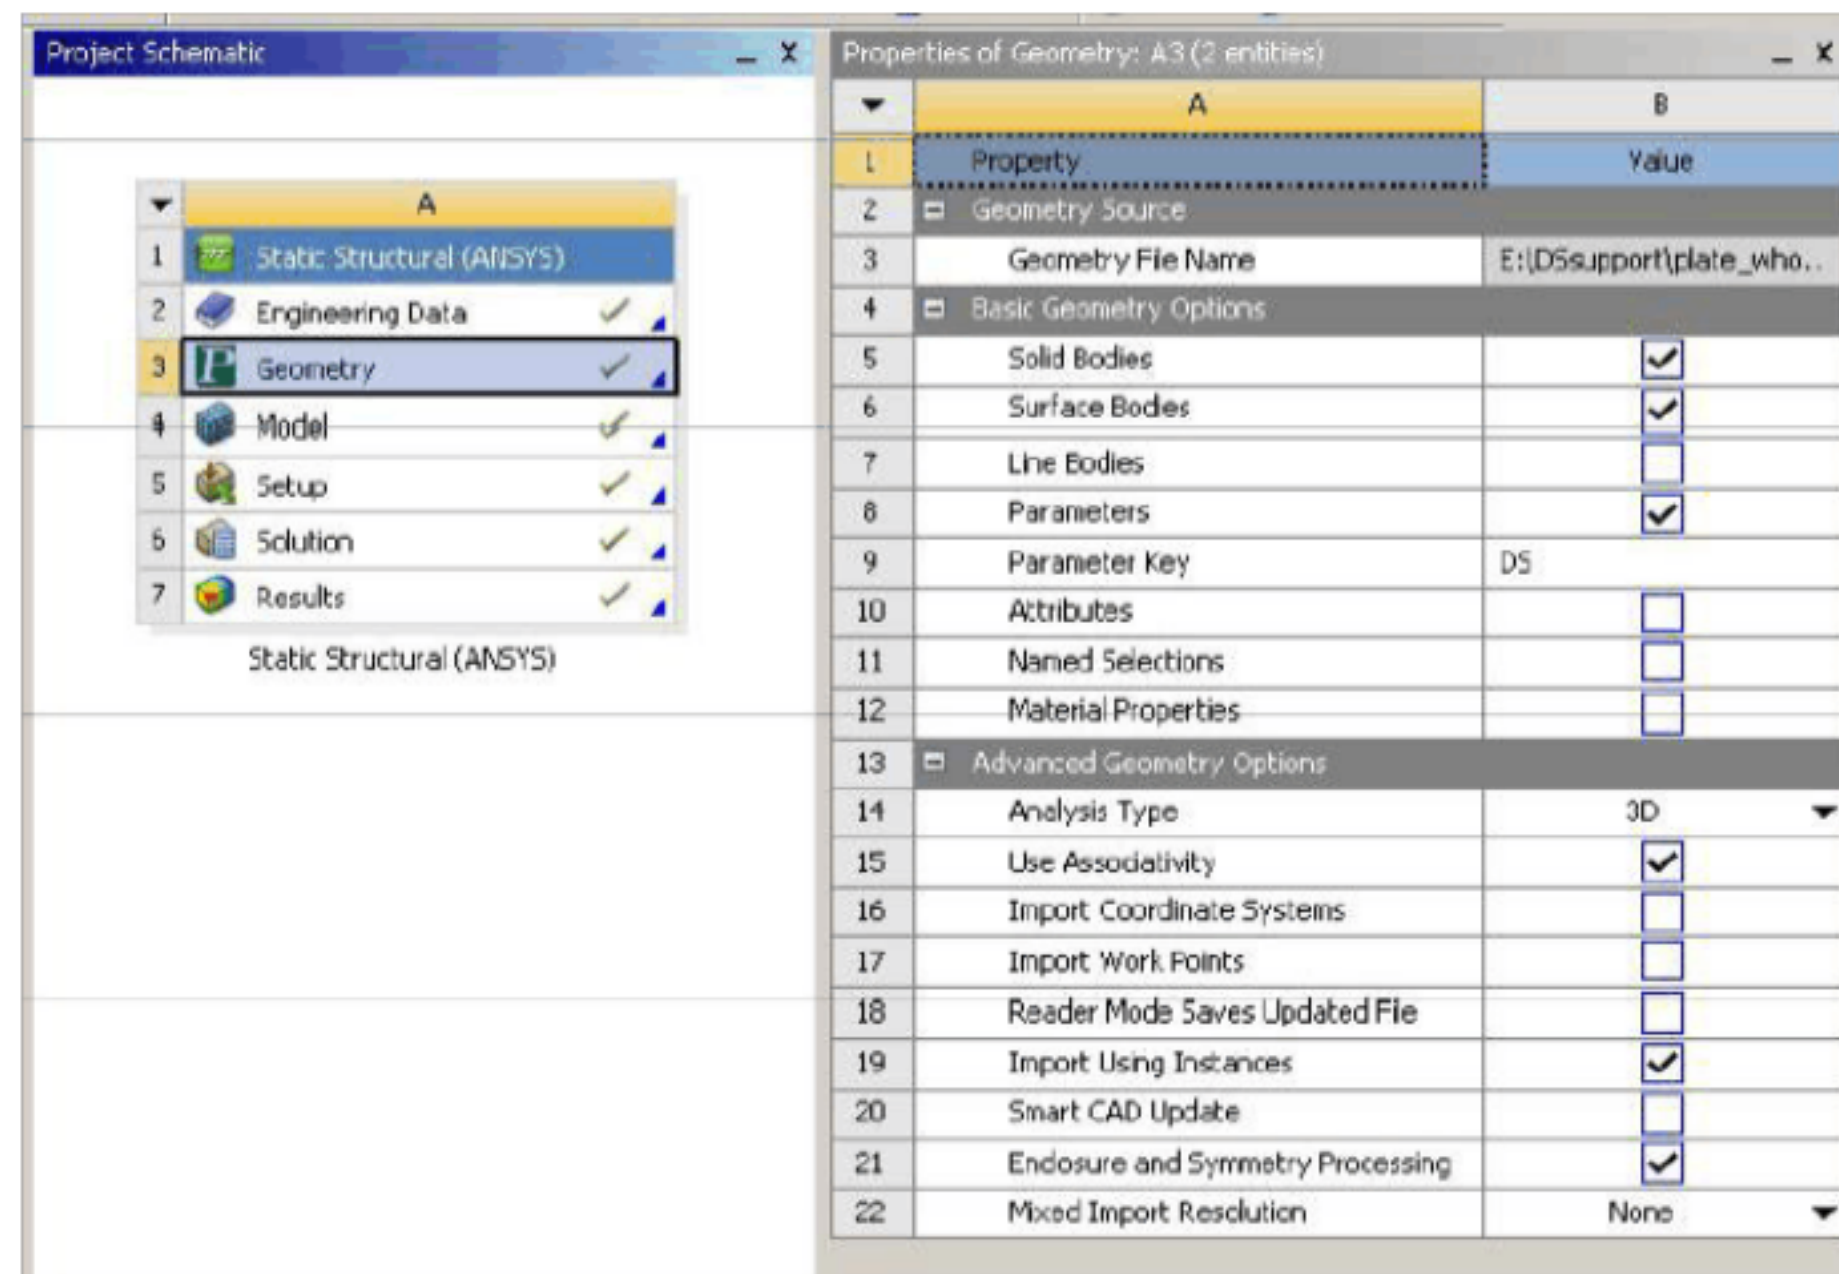 Project Schematic
A
1 Static Structural (ANSYS)
2 Engineering Data
3 Geometry
4 Model
5 Setup
6 Solution
7 Results
Static Structural (ANSYS)
Properties of Geometry: A3 (2 entities)
A B
1 Property Value
2 Geometry Source
3 Geometry File Name E:\DSsupport\plate_who...
4 Basic Geometry Options
5 Solid Bodies
6 Surface Bodies
7 Line Bodies
8 Parameters
9 Parameter Key DS
10 Attributes
11 Named Selections
12 Material Properties
13 Advanced Geometry Options
14 Analysis Type 3D
15 Use Associativity
16 Import Coordinate Systems
17 Import Work Points
18 Reader Mode Saves Updated File
19 Import Using Instances
20 Smart CAD Update
21 Enclosure and Symmetry Processing
22 Mixed Import Resolution None